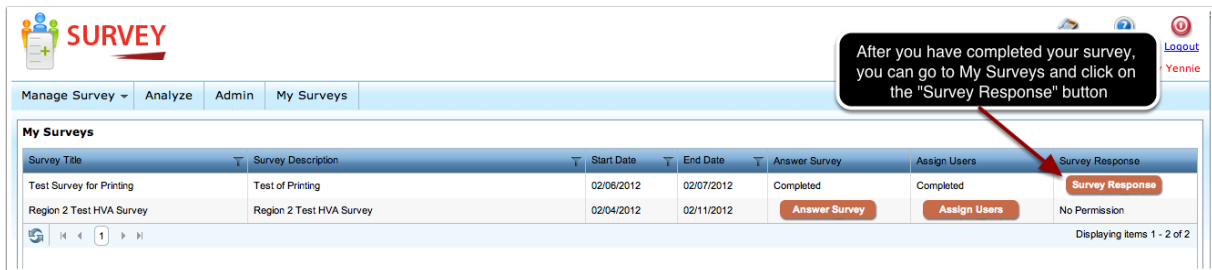 SURVEY
Logout
Yennie
After you have completed your survey,
you can go to My Surveys and click on
the "Survey Response" button
Manage Survey Analyze Admin My Surveys
My Surveys
Survey Title Survey Description Start Date End Date Answer Survey Assign Users Survey Response
Test Survey for Printing Test of Printing 02/06/2012 02/07/2012 Completed Completed Survey Response
Region 2 Test HVA Survey Region 2 Test HVA Survey 02/04/2012 02/11/2012 Answer Survey Assign Users No Permission
1 Displaying items 1 - 2 of 2